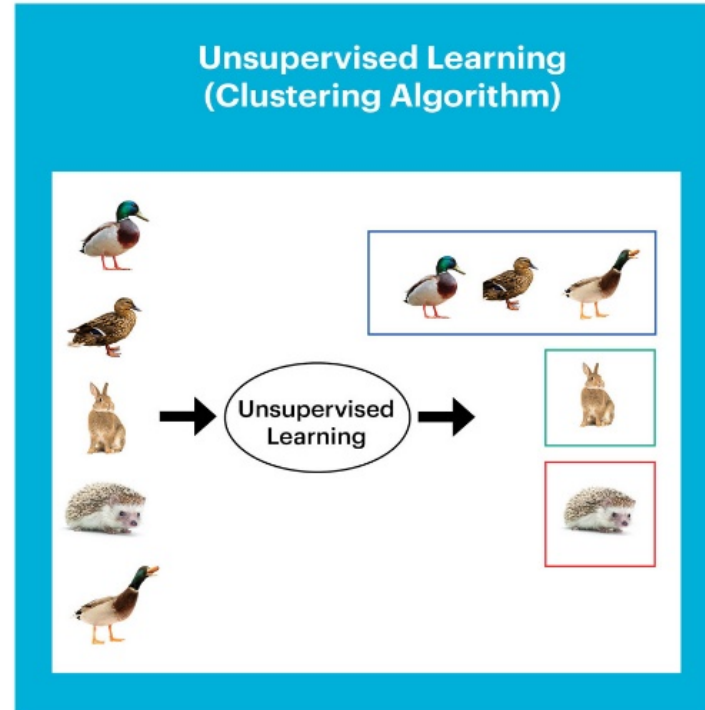 Unsupervised Learning
(Clustering Algorithm)
Unsupervised
Learning